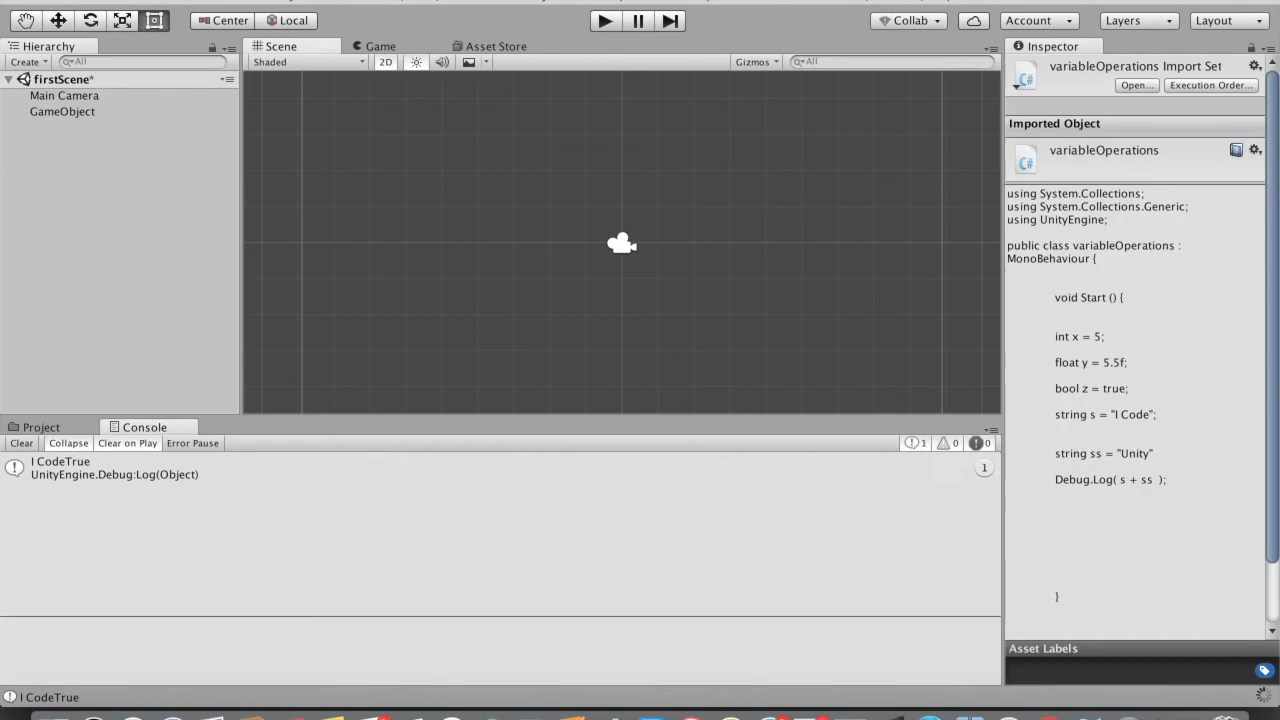 Center Local Collab Account Layers Layout
Hierarchy Scene Game Asset Store Inspector
Create All Shaded 2D Gizmos All
firstScene*
Main Camera
GameObject
variableOperations Import Set
Open... Execution Order...
Imported Object
C#
variableOperations
C#
using System.Collections;
using System.Collections.Generic;
using UnityEngine;
public class variableOperations :
MonoBehaviour {
void Start () {
int x = 5;
float y = 5.5f;
bool z = true;
string s = "I Code";
string ss = "Unity"
Debug.Log( s + ss  );
}
Asset Labels
Project Console
Clear Collapse Clear on Play Error Pause 1 0 0
I CodeTrue 1
UnityEngine.Debug:Log(Object)
I CodeTrue